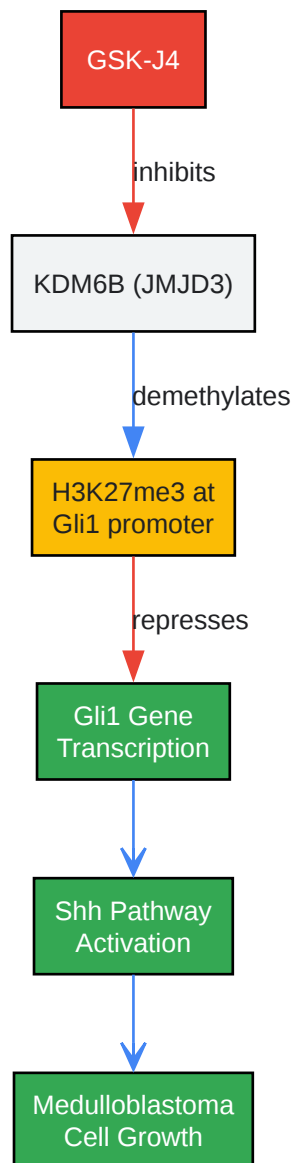 GSK-J4
inhibits
KDM6B (JMJD3)
demethylates
H3K27me3 at
Gli1 promoter
represses
Gli1 Gene
Transcription
Shh Pathway
Activation
Medulloblastoma
Cell Growth